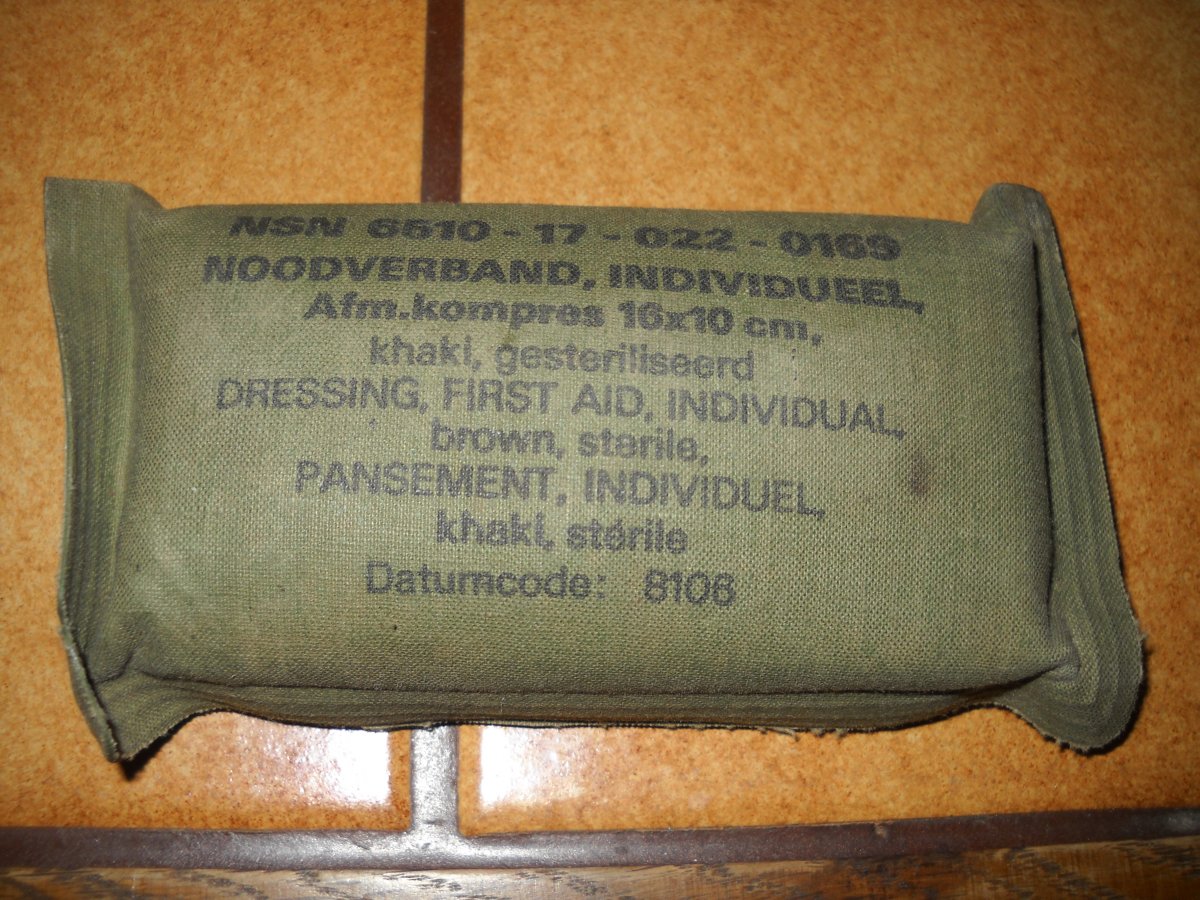 NSN 6510 - 17 - 022 - 0169
NOODVERBAND, INDIVIDUEEL,
Afm.kompres 16x10 cm,
khaki, gesteriliseerd
DRESSING, FIRST AID, INDIVIDUAL,
brown, sterile,
PANSEMENT, INDIVIDUEL,
khaki, stérile
Datumcode: 8106